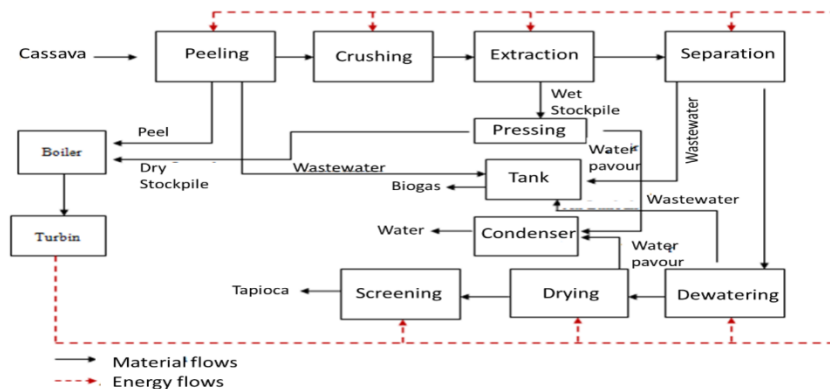 Cassava
Peeling
Crushing
Extraction
Separation
Wet
Stockpile
Wastewater
Peel
Pressing
Boiler
Dry
Stockpile
Wastewater
Water
pavour
Tank
Biogas
Wastewater
Turbin
Water
Condenser
Water
pavour
Tapioca
Screening
Drying
Dewatering
Material flows
Energy flows